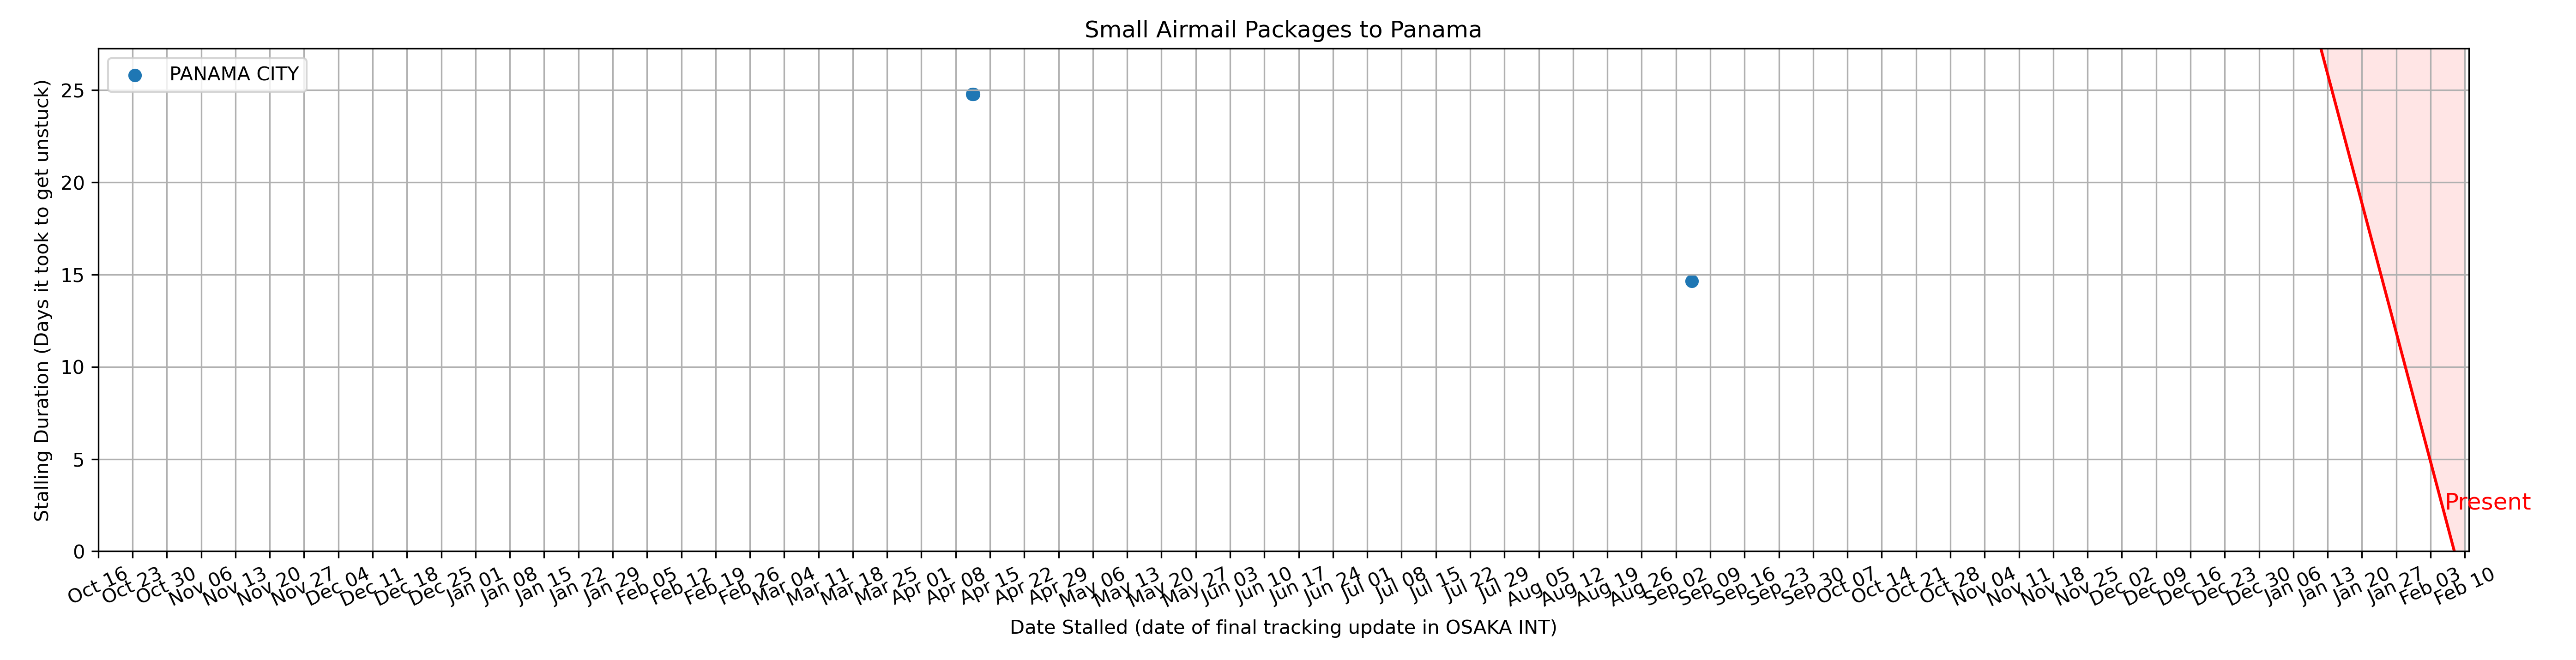 Small Airmail Packages to Panama
PANAMA CITY
Stalling Duration (Days it took to get unstuck)
25
20
15
10
5
0
Present
Oct 16 Oct 23 Oct 30 Nov 06 Nov 13 Nov 20 Nov 27 Dec 04 Dec 11 Dec 18 Dec 25 Jan 01 Jan 08 Jan 15 Jan 22 Jan 29 Feb 05 Feb 12 Feb 19 Feb 26 Mar 04 Mar 11 Mar 18 Mar 25 Apr 01 Apr 08 Apr 15 Apr 22 Apr 29 May 06 May 13 May 20 May 27 Jun 03 Jun 10 Jun 17 Jun 24 Jul 01 Jul 08 Jul 15 Jul 22 Jul 29 Aug 05 Aug 12 Aug 19 Aug 26 Sep 02 Sep 09 Sep 16 Sep 23 Sep 30 Oct 07 Oct 14 Oct 21 Oct 28 Nov 04 Nov 11 Nov 18 Nov 25 Dec 02 Dec 09 Dec 16 Dec 23 Dec 30 Jan 06 Jan 13 Jan 20 Jan 27 Feb 03 Feb 10
Date Stalled (date of final tracking update in OSAKA INT)